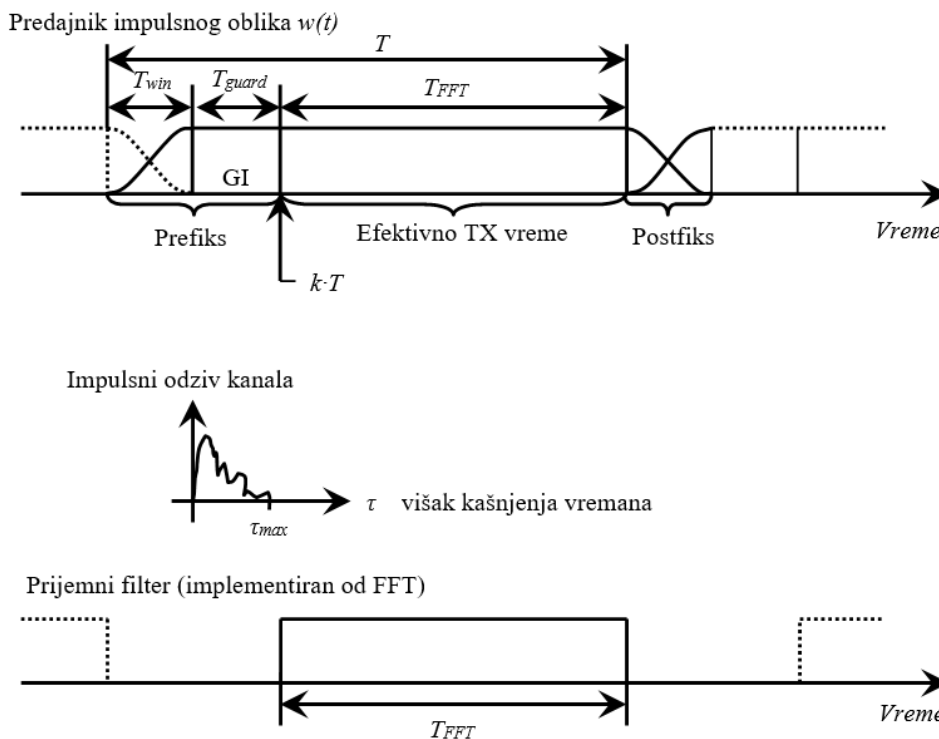 Predajnik impulsnog oblika w(t)
T
Twin
Tguard
TFFT
GI
Prefiks
Efektivno TX vreme
Postfiks
Vreme
k·T
Impulsni odziv kanala
τ višak kašnjenja vremana
τmax
Prijemni filter (implementiran od FFT)
TFFT
Vreme